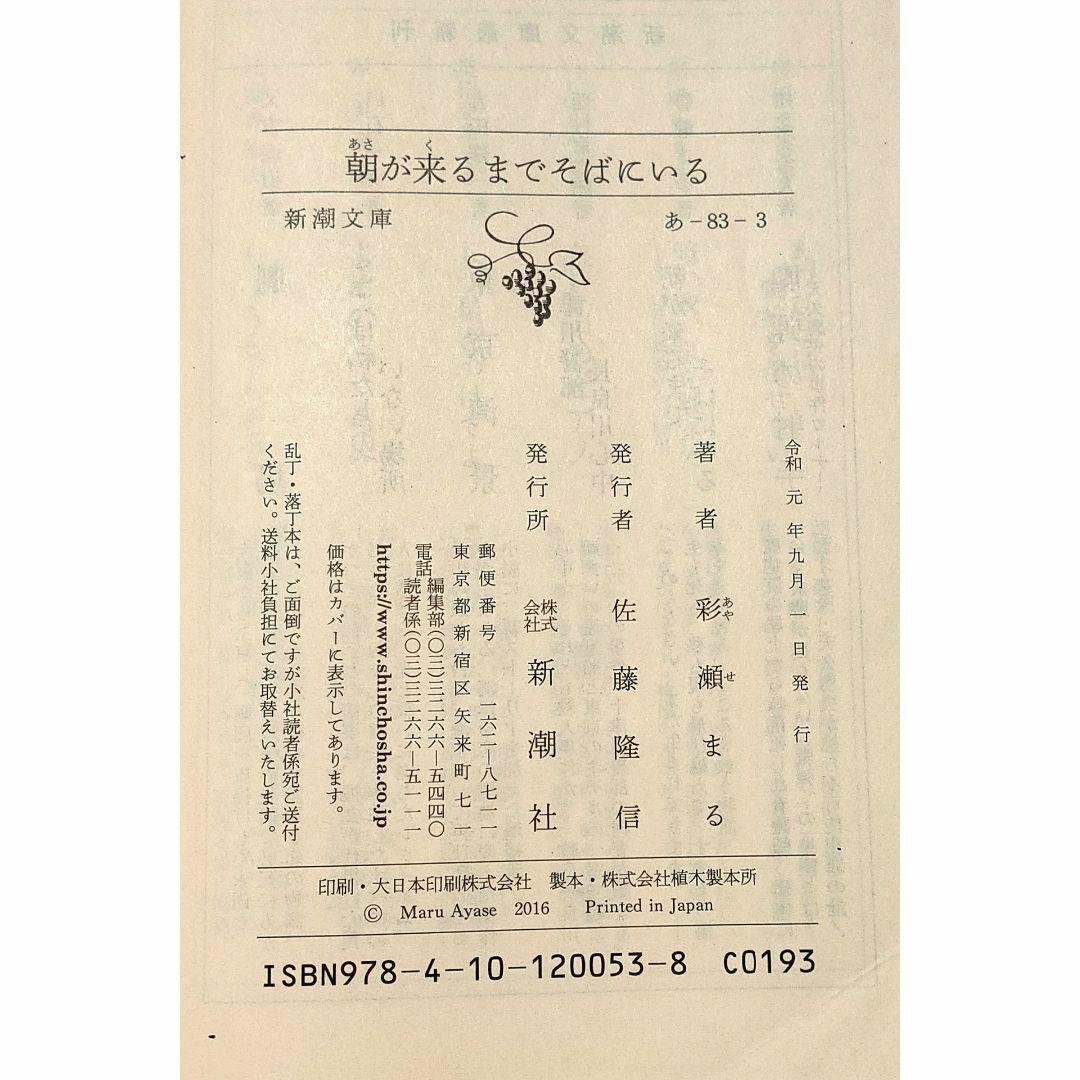 朝が来るまでそばにいる
あさ く
新潮文庫 あ-83-3
令和元年九月一日発行
著者 彩瀬まる
あや せ
発行者 佐藤隆信
発行所 株式会社 新潮社
郵便番号 一六二―八七一一
東京都新宿区矢来町七一
電話 編集部(〇三)三二六六―五四四〇
読者係(〇三)三二六六―五一一一
https://www.shinchosha.co.jp
価格はカバーに表示してあります。
乱丁・落丁本は、ご面倒ですが小社読者係宛ご送付
ください。送料小社負担にてお取替えいたします。
印刷・大日本印刷株式会社 製本・株式会社植木製本所
© Maru Ayase 2016 Printed in Japan
ISBN978-4-10-120053-8 C0193